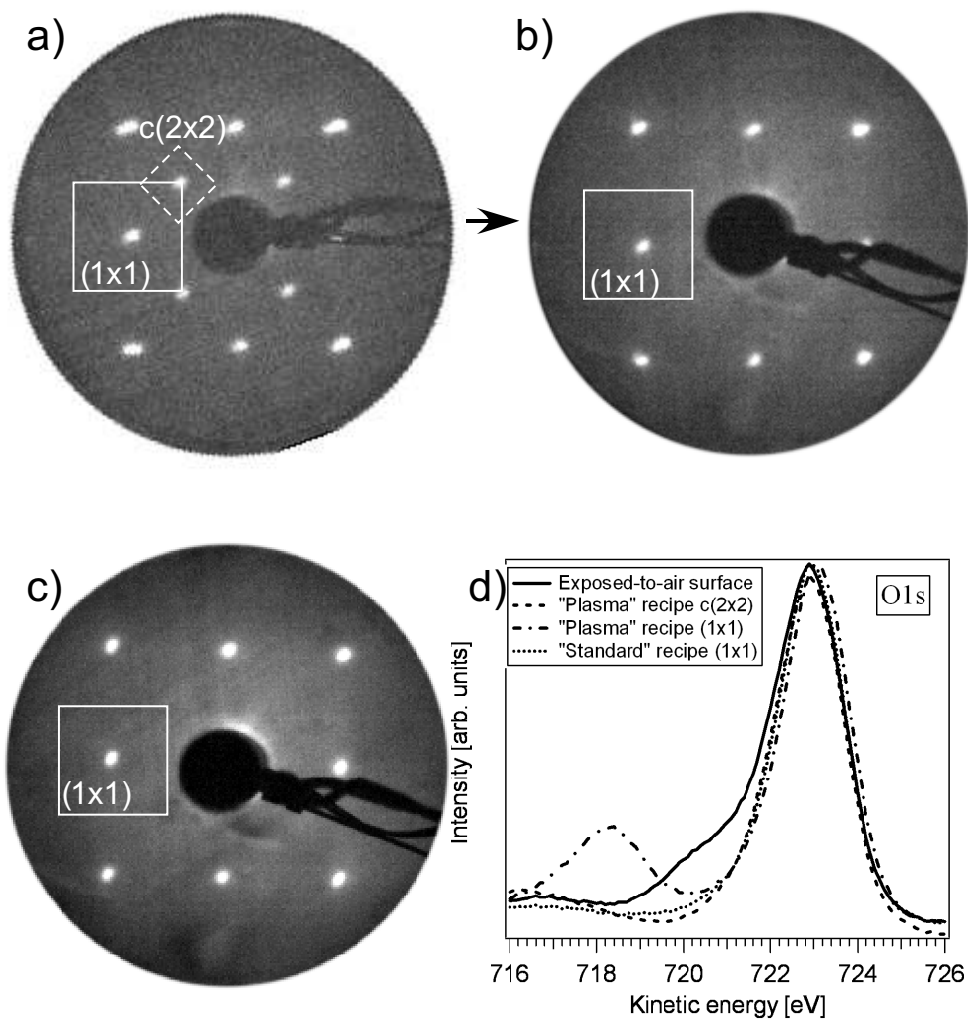 a)
b)
c(2x2)
(1x1)
(1x1)
c)
d)
(1x1)
Exposed-to-air surface
"Plasma" recipe c(2x2)
"Plasma" recipe (1x1)
"Standard" recipe (1x1)
O1s
Intensity [arb. units]
716 718 720 722 724 726
Kinetic energy [eV]